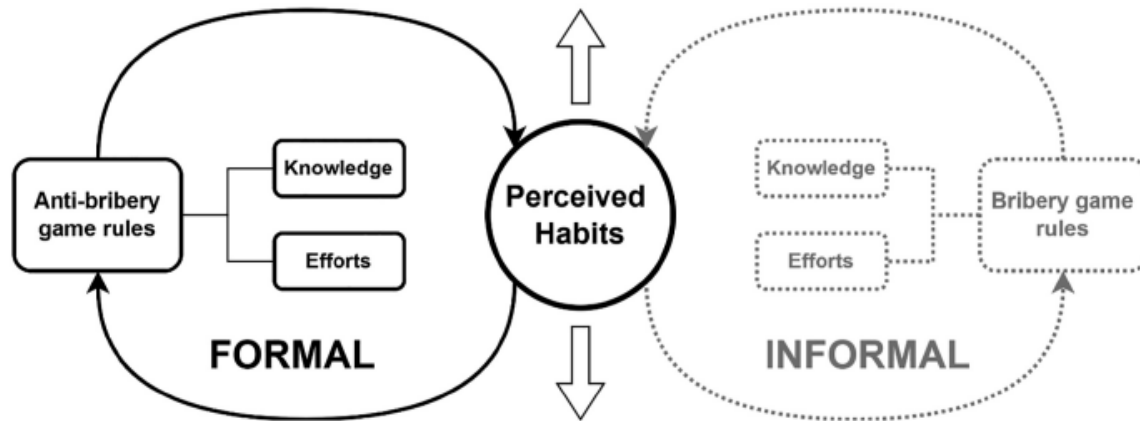 Anti-bribery
game rules
Knowledge
Efforts
FORMAL
Perceived
Habits
Knowledge
Efforts
Bribery game
rules
INFORMAL